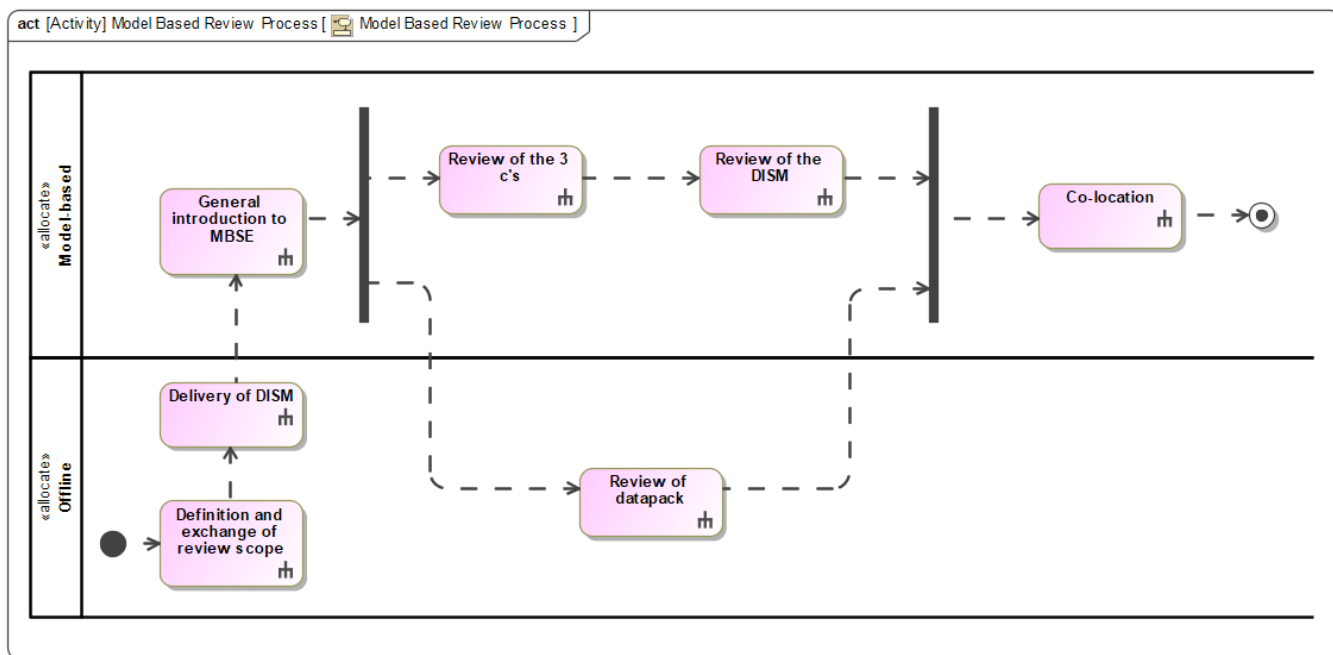 act [Activity] Model Based Review Process [ Model Based Review Process ]
«allocate»
Model-based
General
introduction to
MBSE
Review of the 3
c's
Review of the
DISM
Co-location
«allocate»
Offline
Delivery of DISM
Definition and
exchange of
review scope
Review of
datapack